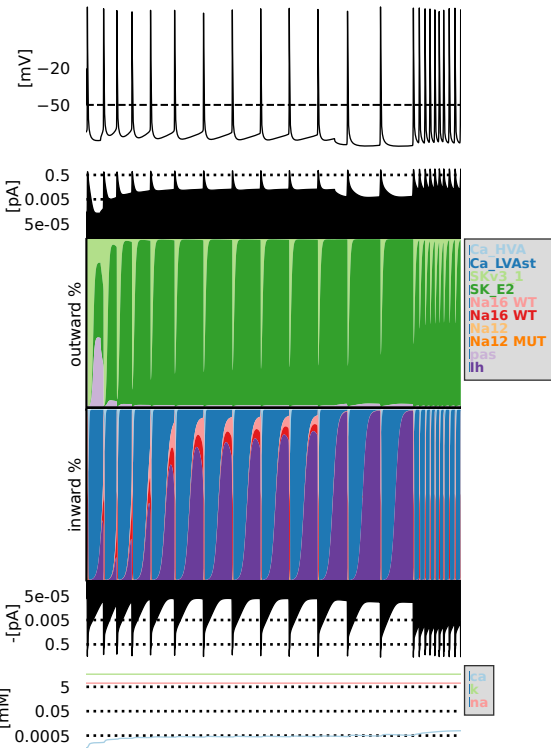 [mV]
−20
−50
[pA]
0.5
0.005
5e-05
outward %
Ca_HVA
Ca_LVAst
SKv3_1
SK_E2
Na16 WT
Na16 WT
Na12
Na12 MUT
pas
Ih
inward %
-[pA]
5e-05
0.005
0.5
[mM]
5
0.05
0.0005
ca
k
na